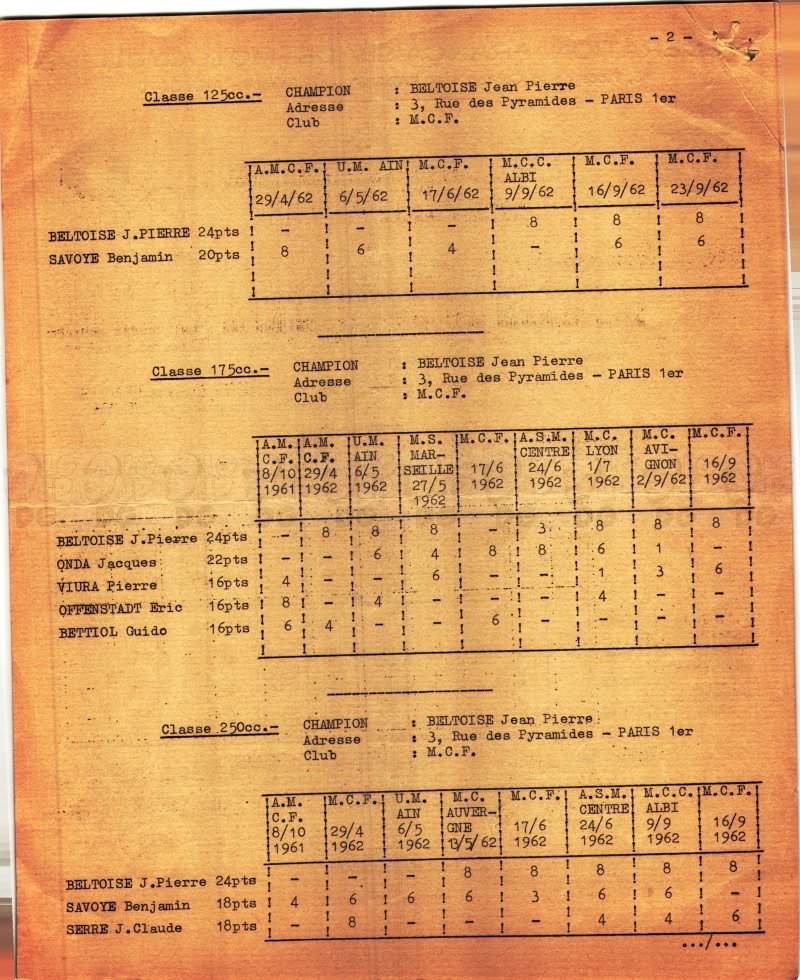 - 2 -
Classe 125cc.- CHAMPION : BELTOISE Jean Pierre
Adresse : 3, Rue des Pyramides - PARIS 1er
Club : M.C.F.
A.M.C.F. U.M. AIN M.C.F. M.C.C. M.C.F. M.C.F.
ALBI
29/4/62 6/5/62 17/6/62 9/9/62 16/9/62 23/9/62
BELTOISE J.PIERRE 24pts - - - 8 8 8
SAVOYE Benjamin 20pts 8 6 4 - 6 6
Classe 175cc.- CHAMPION : BELTOISE Jean Pierre
Adresse : 3, Rue des Pyramides - PARIS 1er
Club : M.C.F.
A.M. A.M. U.M. M.S. M.C.F. A.S.M. M.C. M.C. M.C.F.
C.F. C.F. AIN MAR- CENTRE LYON AVI-
8/10 29/4 6/5 SEILLE 17/6 24/6 1/7 GNON 16/9
1961 1962 1962 27/5 1962 1962 1962 2/9/62 1962
1962
BELTOISE J.Pierre 24pts - 8 8 8 - 3 8 8 8
ONDA Jacques 22pts - - 6 4 8 8 6 1 -
VIURA Pierre 16pts 4 - - 6 - - 1 3 6
OFFENSTADT Eric 16pts 8 - 4 - - - 4 - -
BETTIOL Guido 16pts 6 4 - - 6 - - - -
Classe 250cc.- CHAMPION : BELTOISE Jean Pierre
Adresse : 3, Rue des Pyramides - PARIS 1er
Club : M.C.F.
A.M. M.C.F. U.M. M.C. M.C.F. A.S.M. M.C.C. M.C.F.
C.F. AIN AUVER- CENTRE ALBI
8/10 29/4 6/5 GNE 17/6 24/6 9/9 16/9
1961 1962 1962 13/5/62 1962 1962 1962 1962
BELTOISE J.Pierre 24pts - - - 8 8 8 8 8
SAVOYE Benjamin 18pts 4 6 6 6 3 6 6 -
SERRE J.Claude 18pts - 8 - - - 4 4 6
.../...